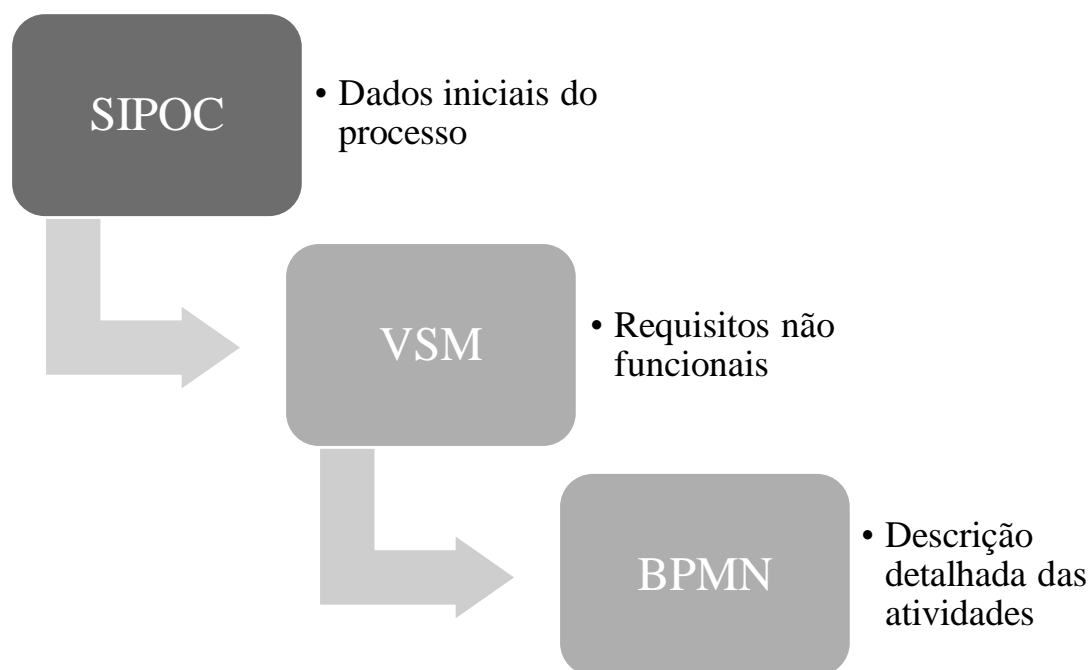 SIPOC
• Dados iniciais do
processo
VSM
• Requisitos não
funcionais
BPMN
• Descrição
detalhada das
atividades